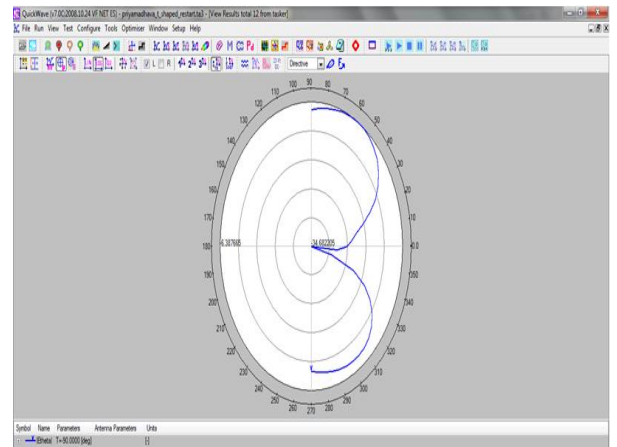 QuickWave (v7.0C:2008.10.24 VF NET ES) - priyamadhava_t_shaped_restart.ta3 - [View Results total 12 from tasker]
File Run View Test Configure Tools Optimiser Window Setup Help
L R Directive
110 100 90 80 70
120 60
130 50
140 40
150 30
160 20
170 10
180 -6.387665 -34.682205 0.0
190 350
200
210 330
220 320
230 310
240 300
250 260 270 280 290
Symbol Name Parameters Antenna Parameters Units
Etheta T=-90.0000 [deg] [-]